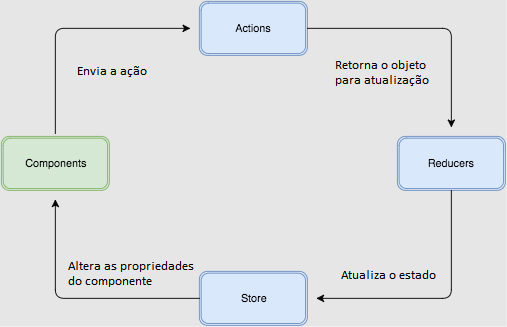 Actions
Envia a ação
Retorna o objeto
para atualização
Components
Reducers
Altera as propriedades
do componente
Atualiza o estado
Store